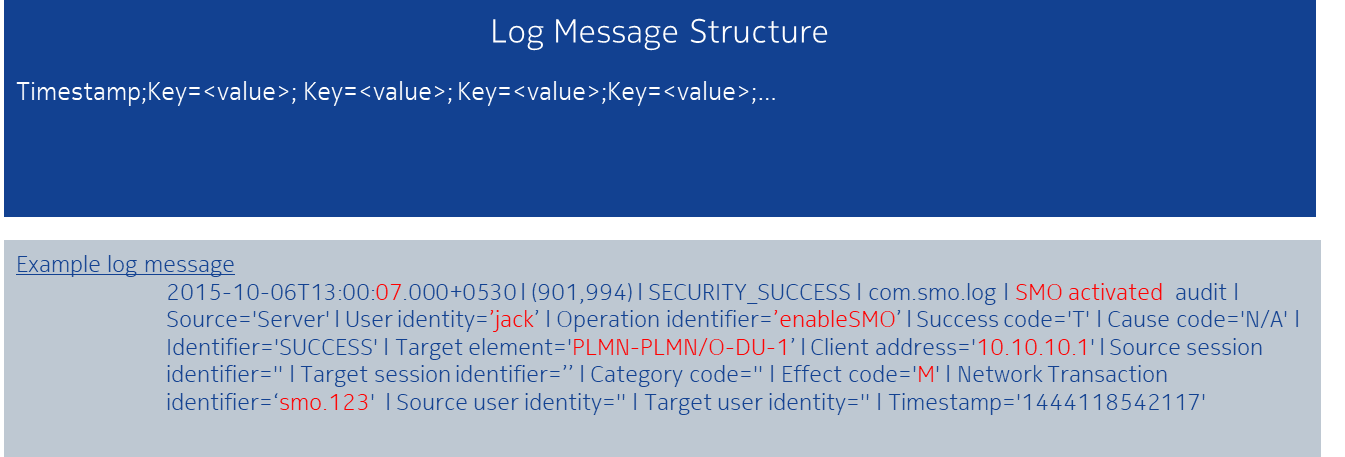 Log Message Structure
Timestamp;Key=<value>; Key=<value>; Key=<value>;Key=<value>;...
Example log message
2015-10-06T13:00:07.000+0530 | (901,994) | SECURITY_SUCCESS | com.smo.log | SMO activated audit |
Source='Server' | User identity=’jack’ | Operation identifier=’enableSMO’ | Success code='T' | Cause code='N/A' |
Identifier='SUCCESS' | Target element='PLMN-PLMN/O-DU-1’ | Client address='10.10.10.1' | Source session
identifier='' | Target session identifier=’’ | Category code='' | Effect code='M' | Network Transaction
identifier=‘smo.123' | Source user identity='' | Target user identity='' | Timestamp='1444118542117'